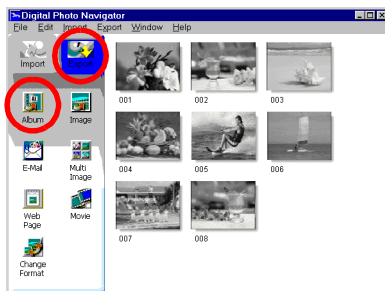 Digital Photo Navigator
File Edit Import Export Window Help
Import Export
001 002 003
Album Image
004 005 006
E-Mail Multi Image
Web Page Movie
007 008
Change Format